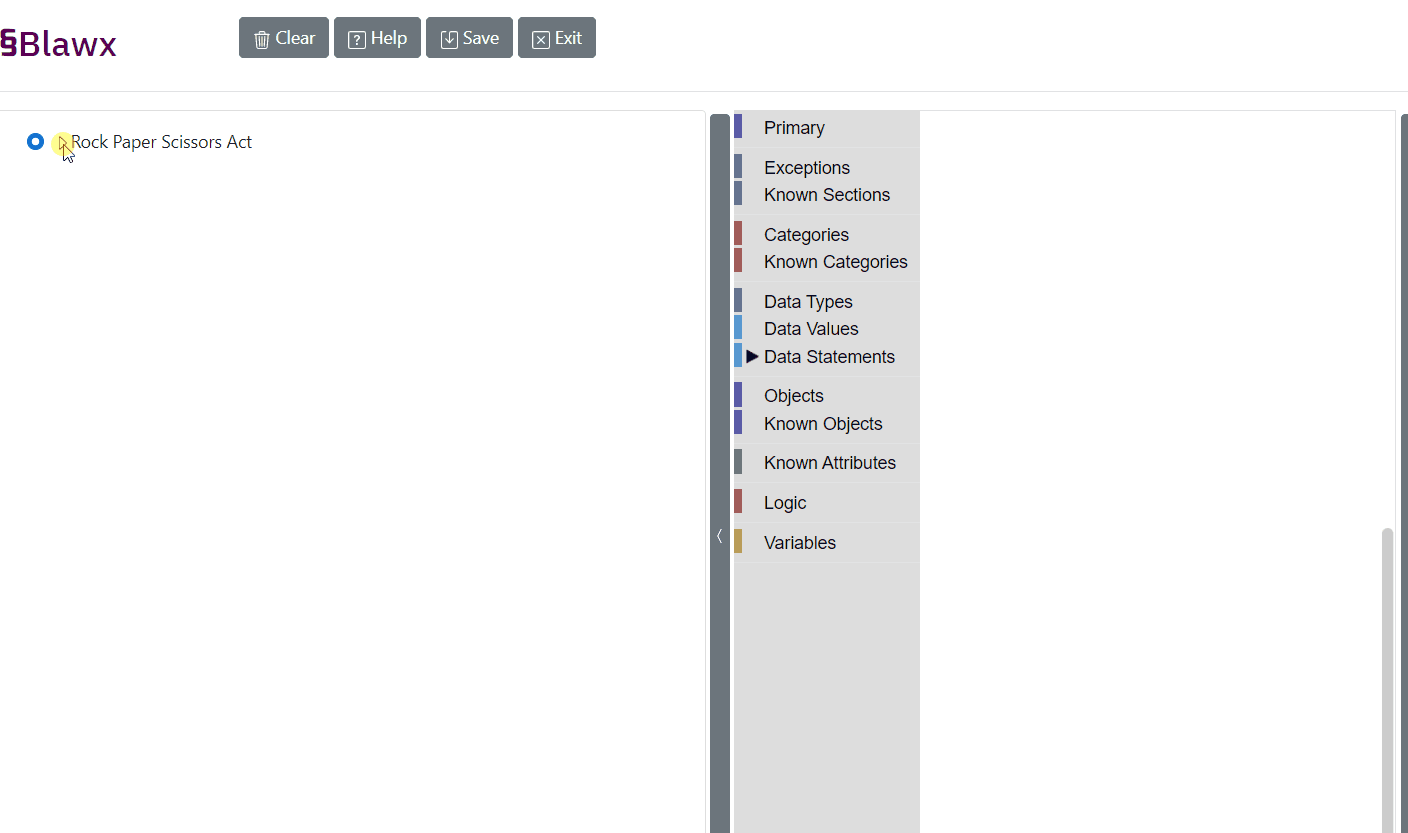 §Blawx
Clear
Help
Save
Exit
Rock Paper Scissors Act
Primary
Exceptions
Known Sections
Categories
Known Categories
Data Types
Data Values
Data Statements
Objects
Known Objects
Known Attributes
Logic
Variables